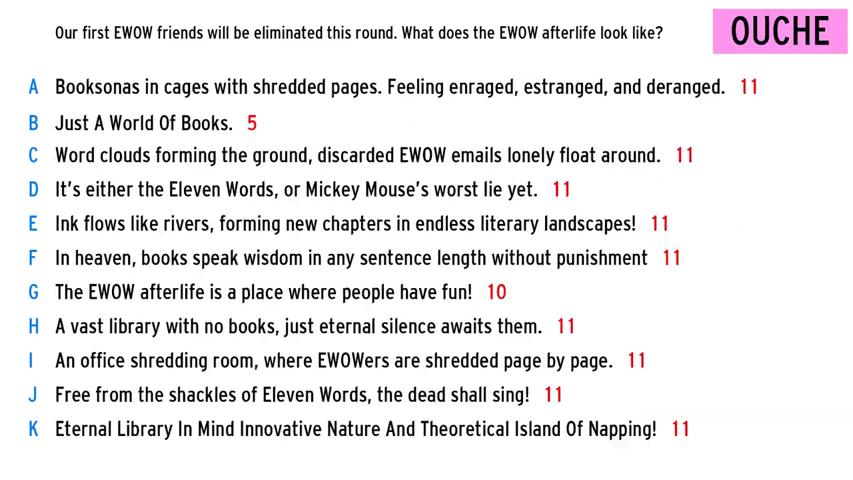 Our first EWOW friends will be eliminated this round. What does the EWOW afterlife look like?
OUCHE
A Booksonas in cages with shredded pages. Feeling enraged, estranged, and deranged. 11
B Just A World Of Books. 5
C Word clouds forming the ground, discarded EWOW emails lonely float around. 11
D It's either the Eleven Words, or Mickey Mouse's worst lie yet. 11
E Ink flows like rivers, forming new chapters in endless literary landscapes! 11
F In heaven, books speak wisdom in any sentence length without punishment 11
G The EWOW afterlife is a place where people have fun! 10
H A vast library with no books, just eternal silence awaits them. 11
I An office shredding room, where EWOWers are shredded page by page. 11
J Free from the shackles of Eleven Words, the dead shall sing! 11
K Eternal Library In Mind Innovative Nature And Theoretical Island Of Napping! 11